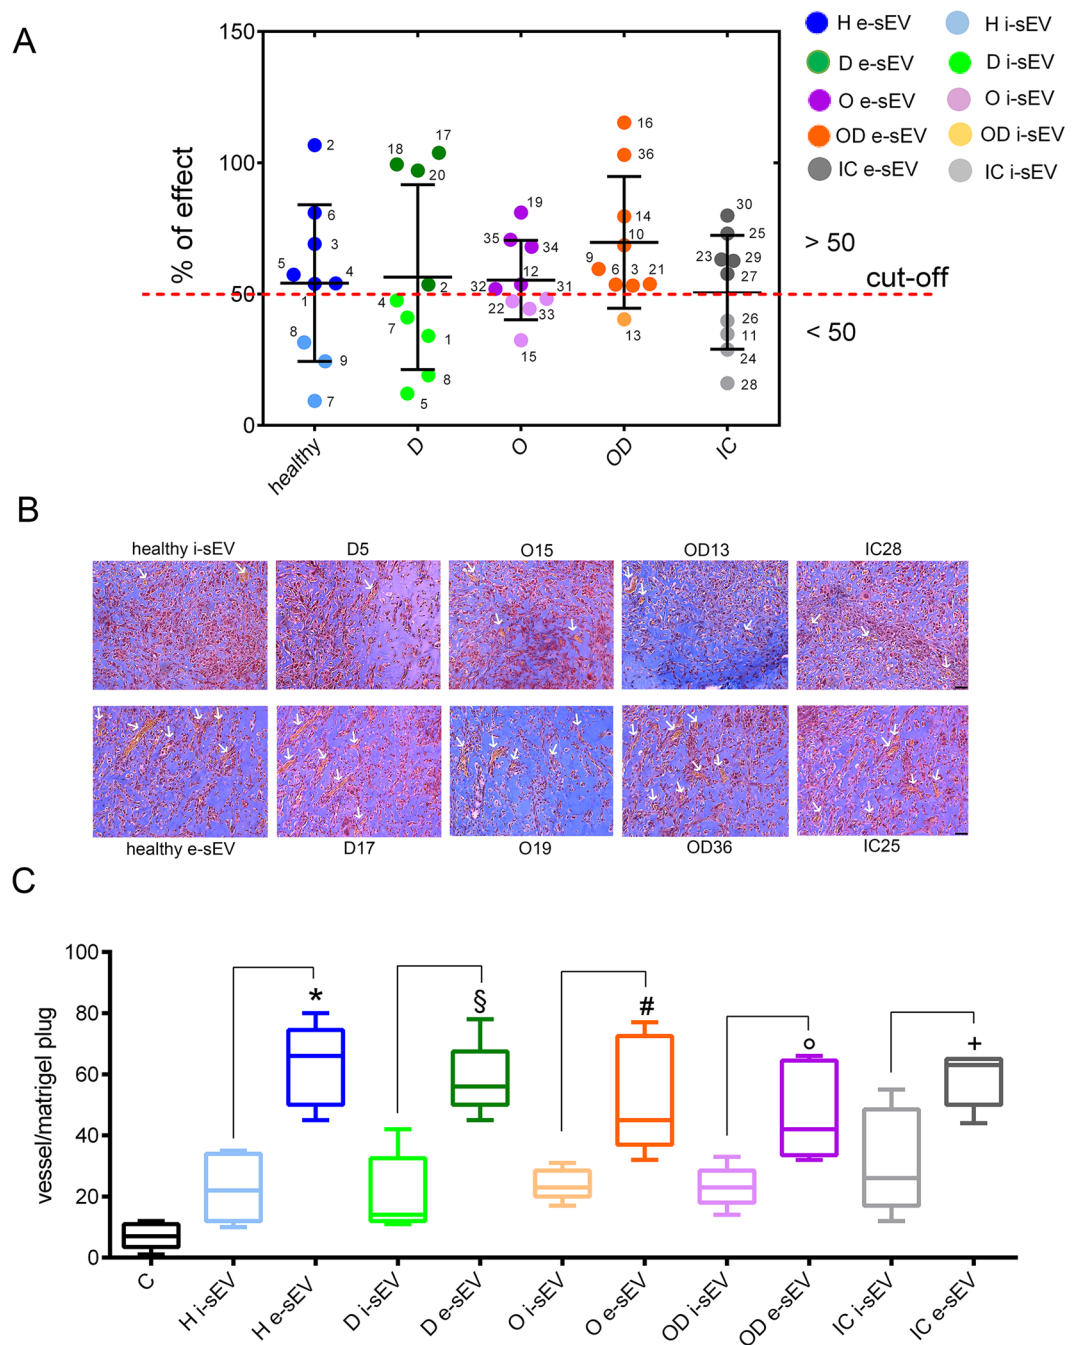 A
150
100
50
0
% of effect
2
6
3
5
4
1
8
9
7
18
17
20
2
4
7
1
8
5
19
35
34
12
32
31
22
33
15
16
36
14
10
9
6
3
21
13
30
25
23
29
27
26
11
24
28
healthy
D
O
OD
IC
H e-sEV
H i-sEV
D e-sEV
D i-sEV
O e-sEV
O i-sEV
OD e-sEV
OD i-sEV
IC e-sEV
IC i-sEV
> 50
cut-off
< 50
B
healthy i-sEV
D5
O15
OD13
IC28
healthy e-sEV
D17
O19
OD36
IC25
C
100
80
60
40
20
0
vessel/matrigel plug
*
§
#
°
+
C
H i-sEV
H e-sEV
D i-sEV
D e-sEV
O i-sEV
O e-sEV
OD i-sEV
OD e-sEV
IC i-sEV
IC e-sEV